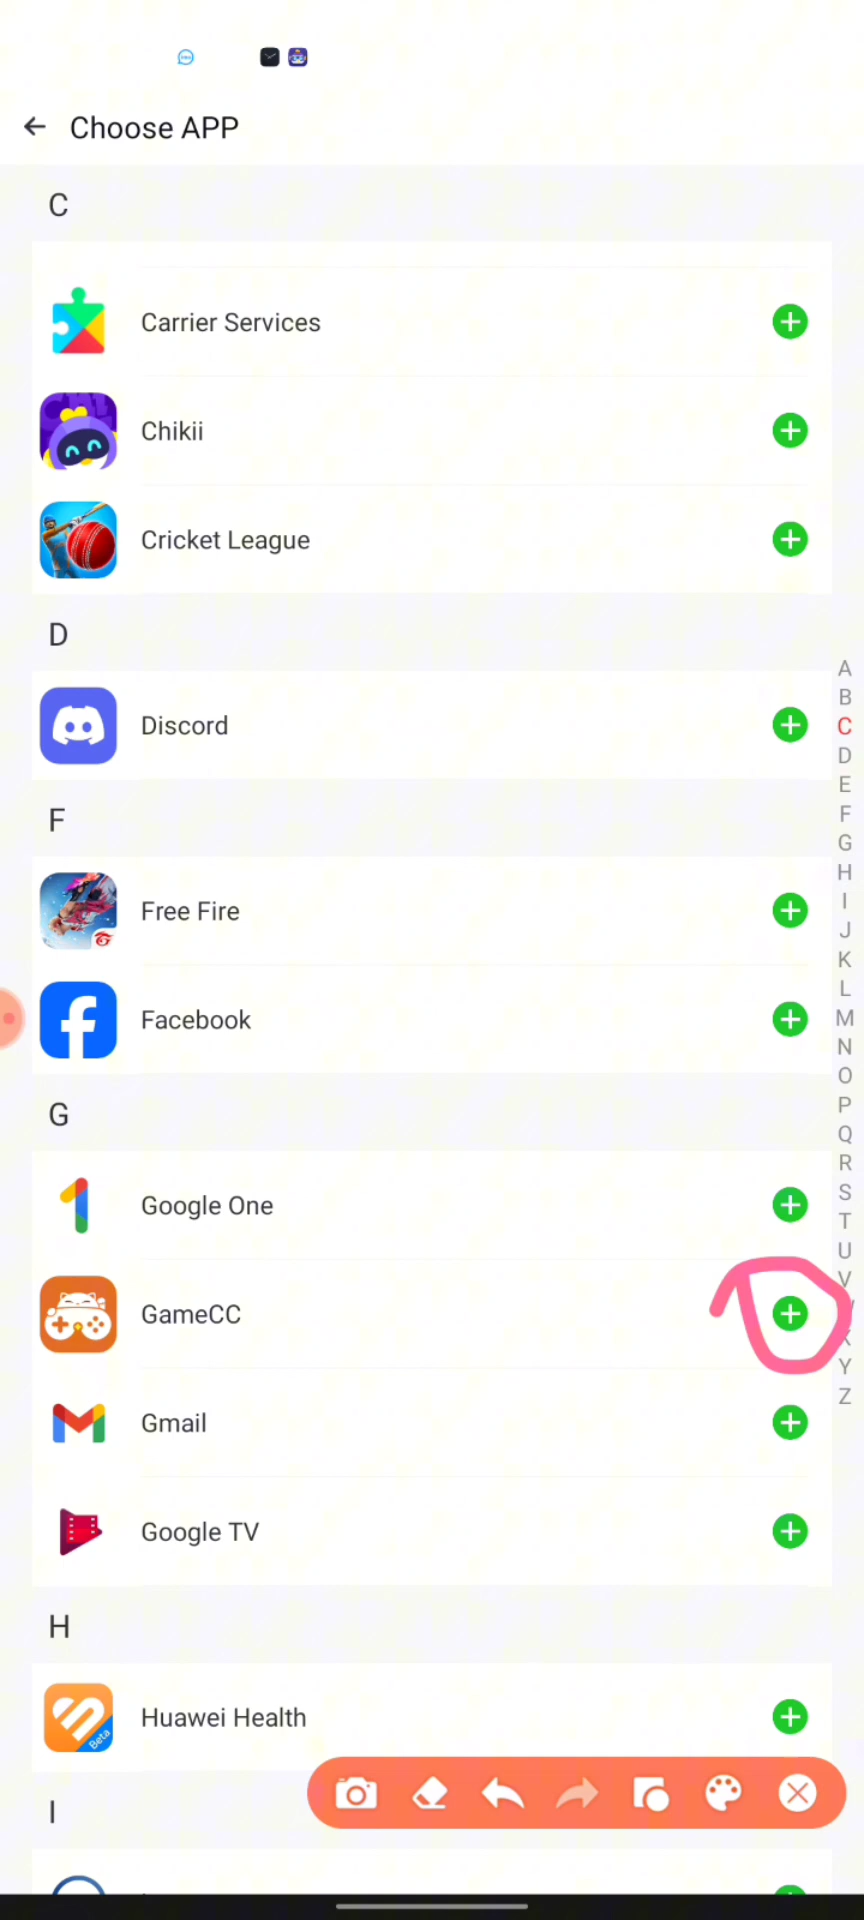 Choose APP
C
Carrier Services
Chikii
Cricket League
D
Discord
F
Free Fire
Facebook
G
Google One
GameCC
Gmail
Google TV
H
Huawei Health
Beta
I
A
B
C
D
E
F
G
H
I
J
K
L
M
N
O
P
Q
R
S
T
U
V
X
Y
Z